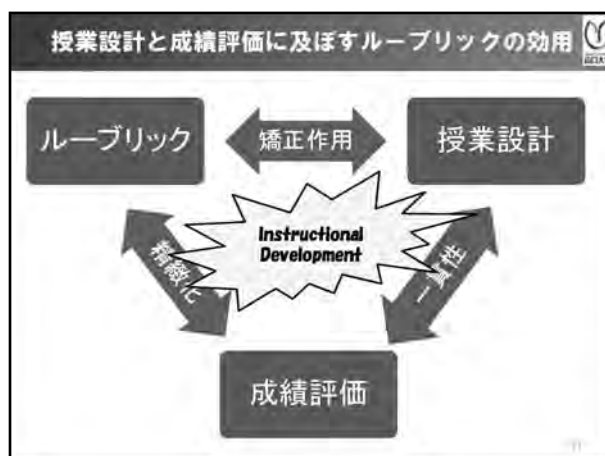 授業設計と成績評価に及ぼすルーブリックの効用
ルーブリック
矯正作用
授業設計
Instructional
Development
精緻化
一貫性
成績評価